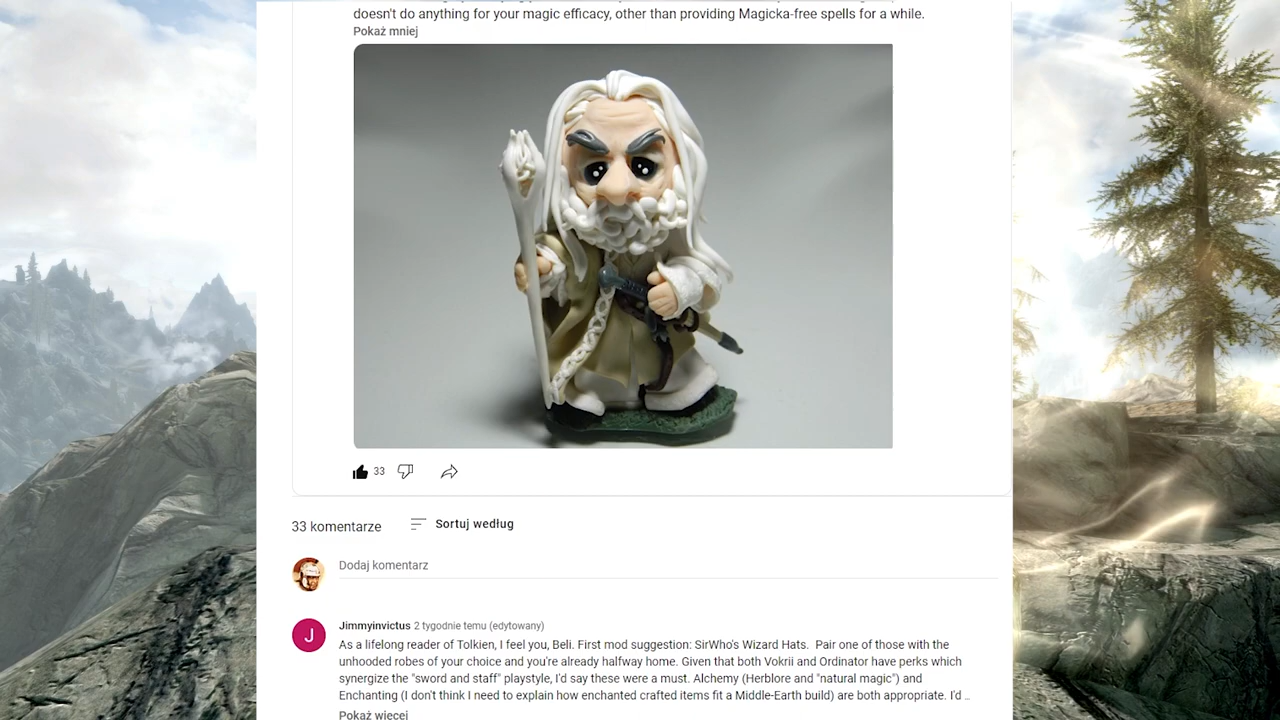 doesn't do anything for your magic efficacy, other than providing Magicka-free spells for a while.
Pokaż mniej
33
33 komentarze
Sortuj według
Dodaj komentarz
J
Jimmyinvictus 2 tygodnie temu (edytowany)
As a lifelong reader of Tolkien, I feel you, Beli. First mod suggestion: SirWho's Wizard Hats. Pair one of those with the
unhooded robes of your choice and you're already halfway home. Given that both Vokrii and Ordinator have perks which
synergize the "sword and staff" playstyle, I'd say these were a must. Alchemy (Herblore and "natural magic") and
Enchanting (I don't think I need to explain how enchanted crafted items fit a Middle-Earth build) are both appropriate. I'd ...
Pokaż więcej